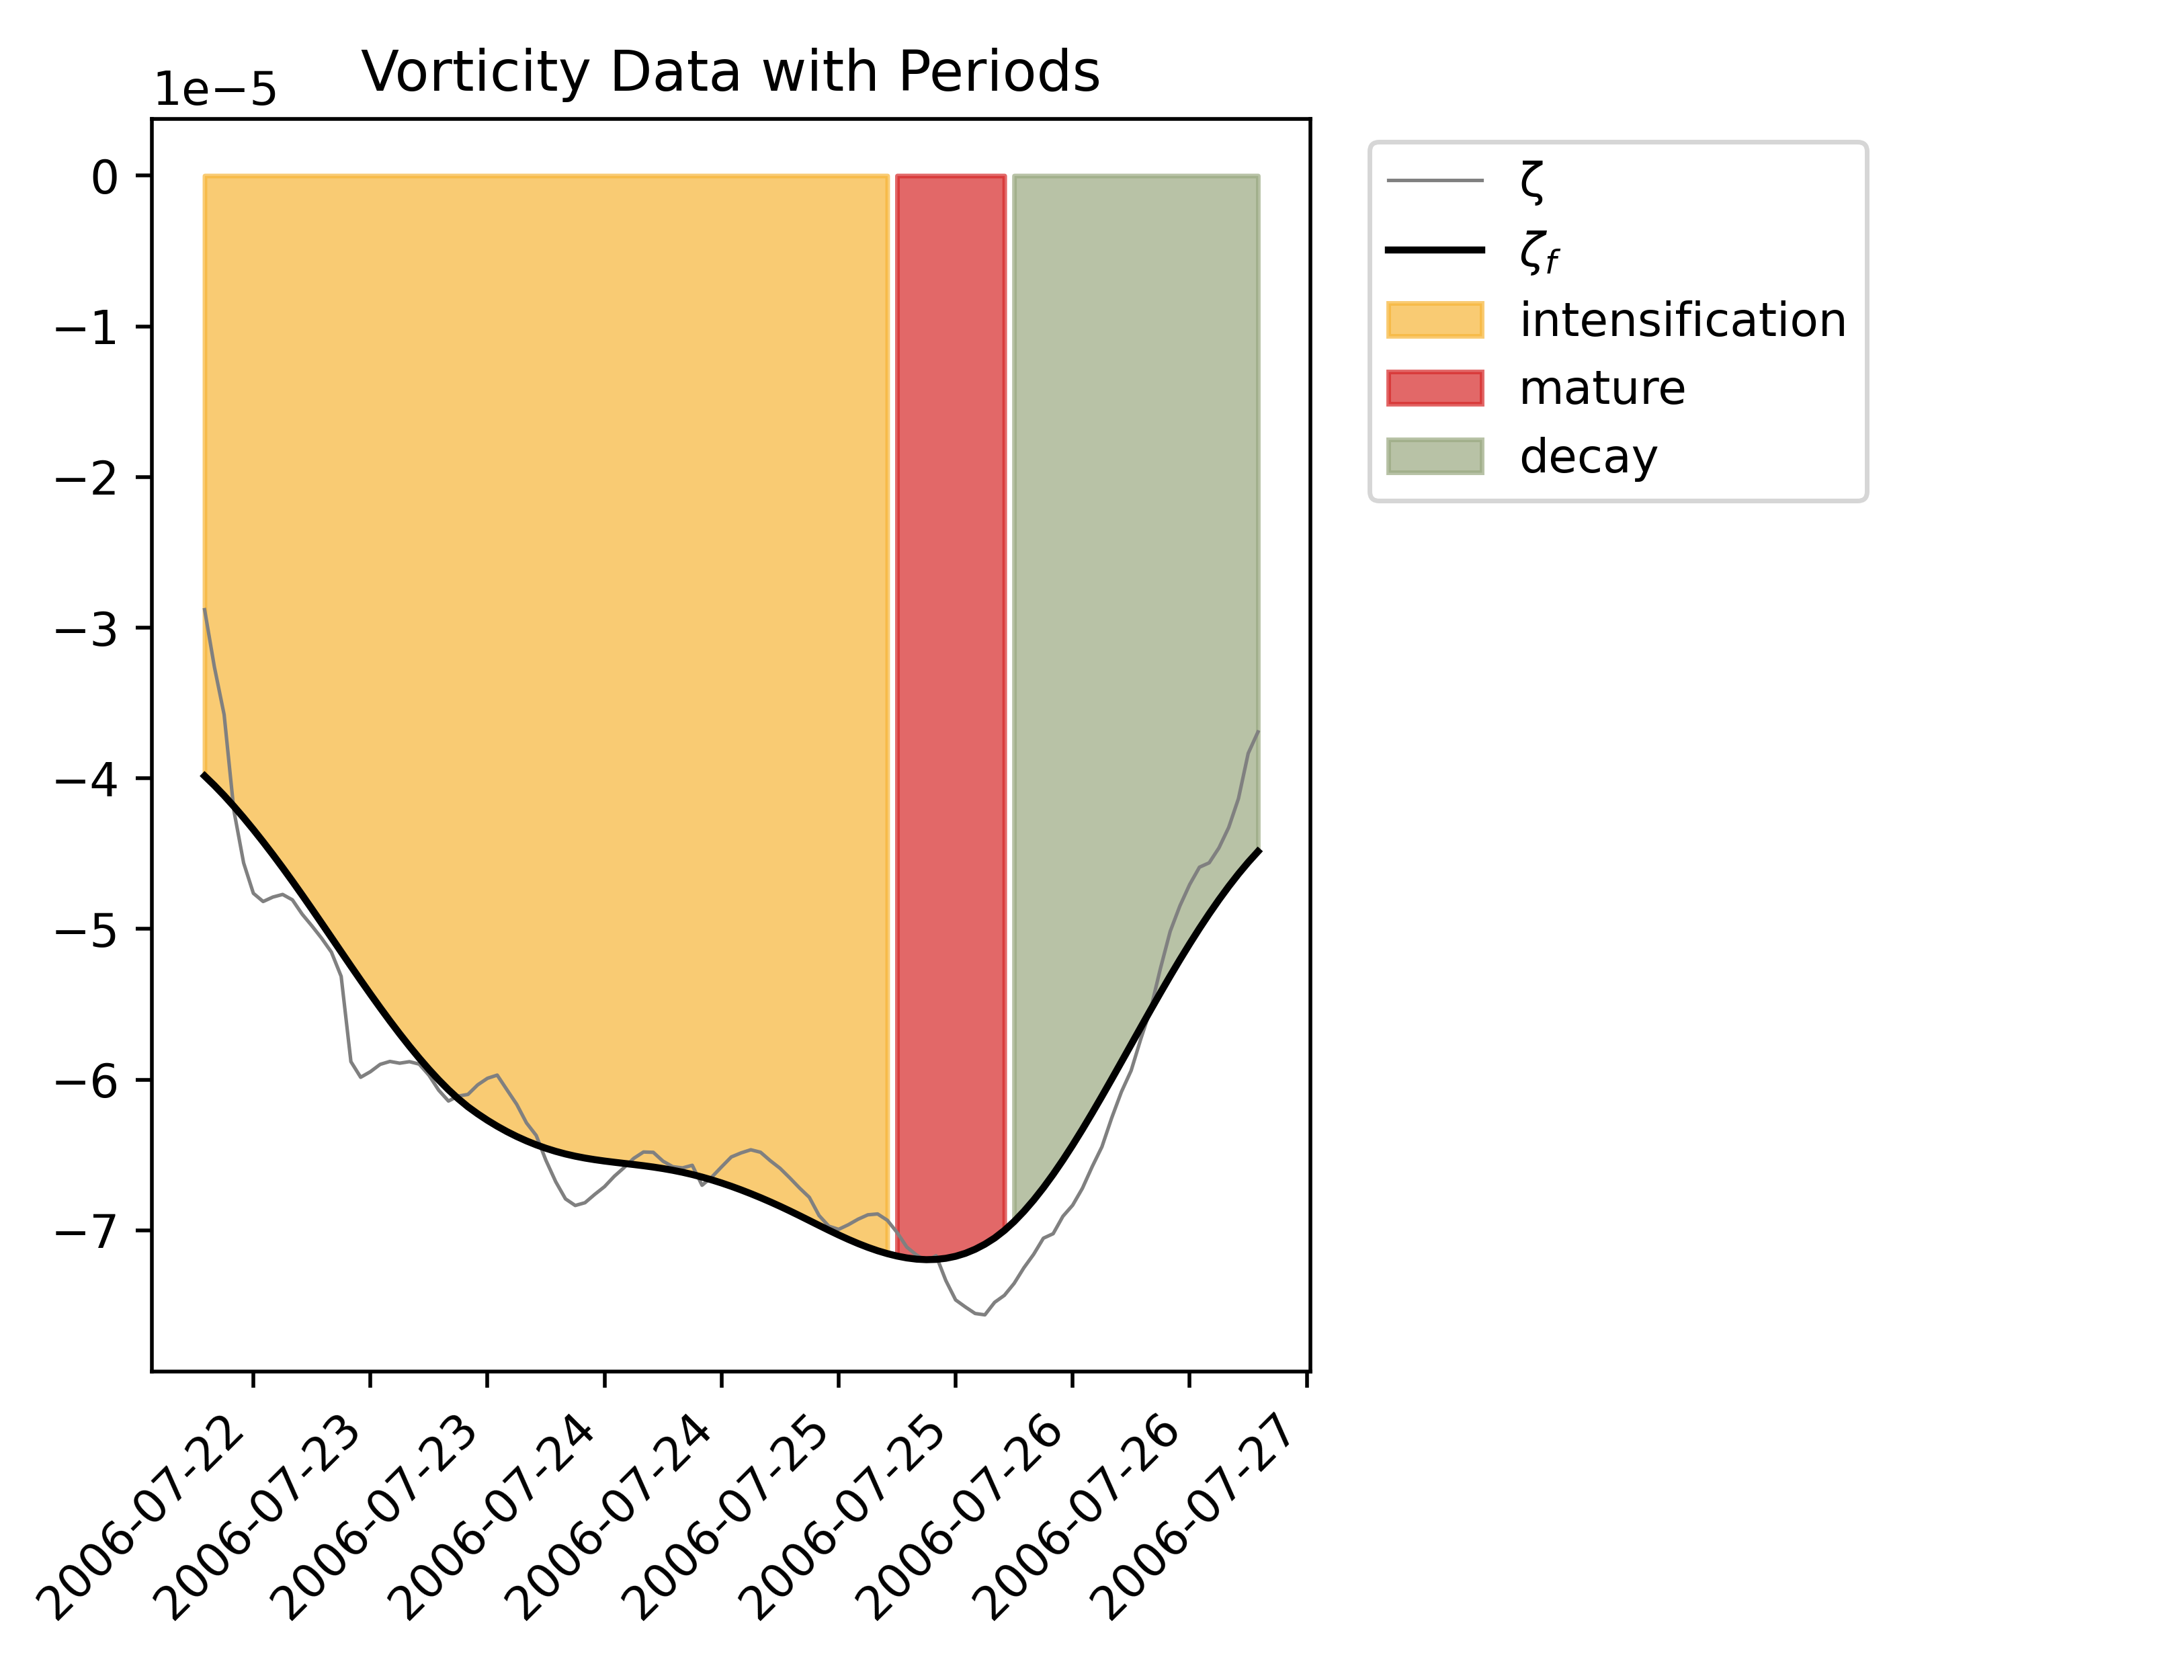 Vorticity Data with Periods
1e−5
0
−1
−2
−3
−4
−5
−6
−7
2006-07-22
2006-07-23
2006-07-23
2006-07-24
2006-07-24
2006-07-25
2006-07-25
2006-07-26
2006-07-26
2006-07-27
ζ
ζf
intensification
mature
decay